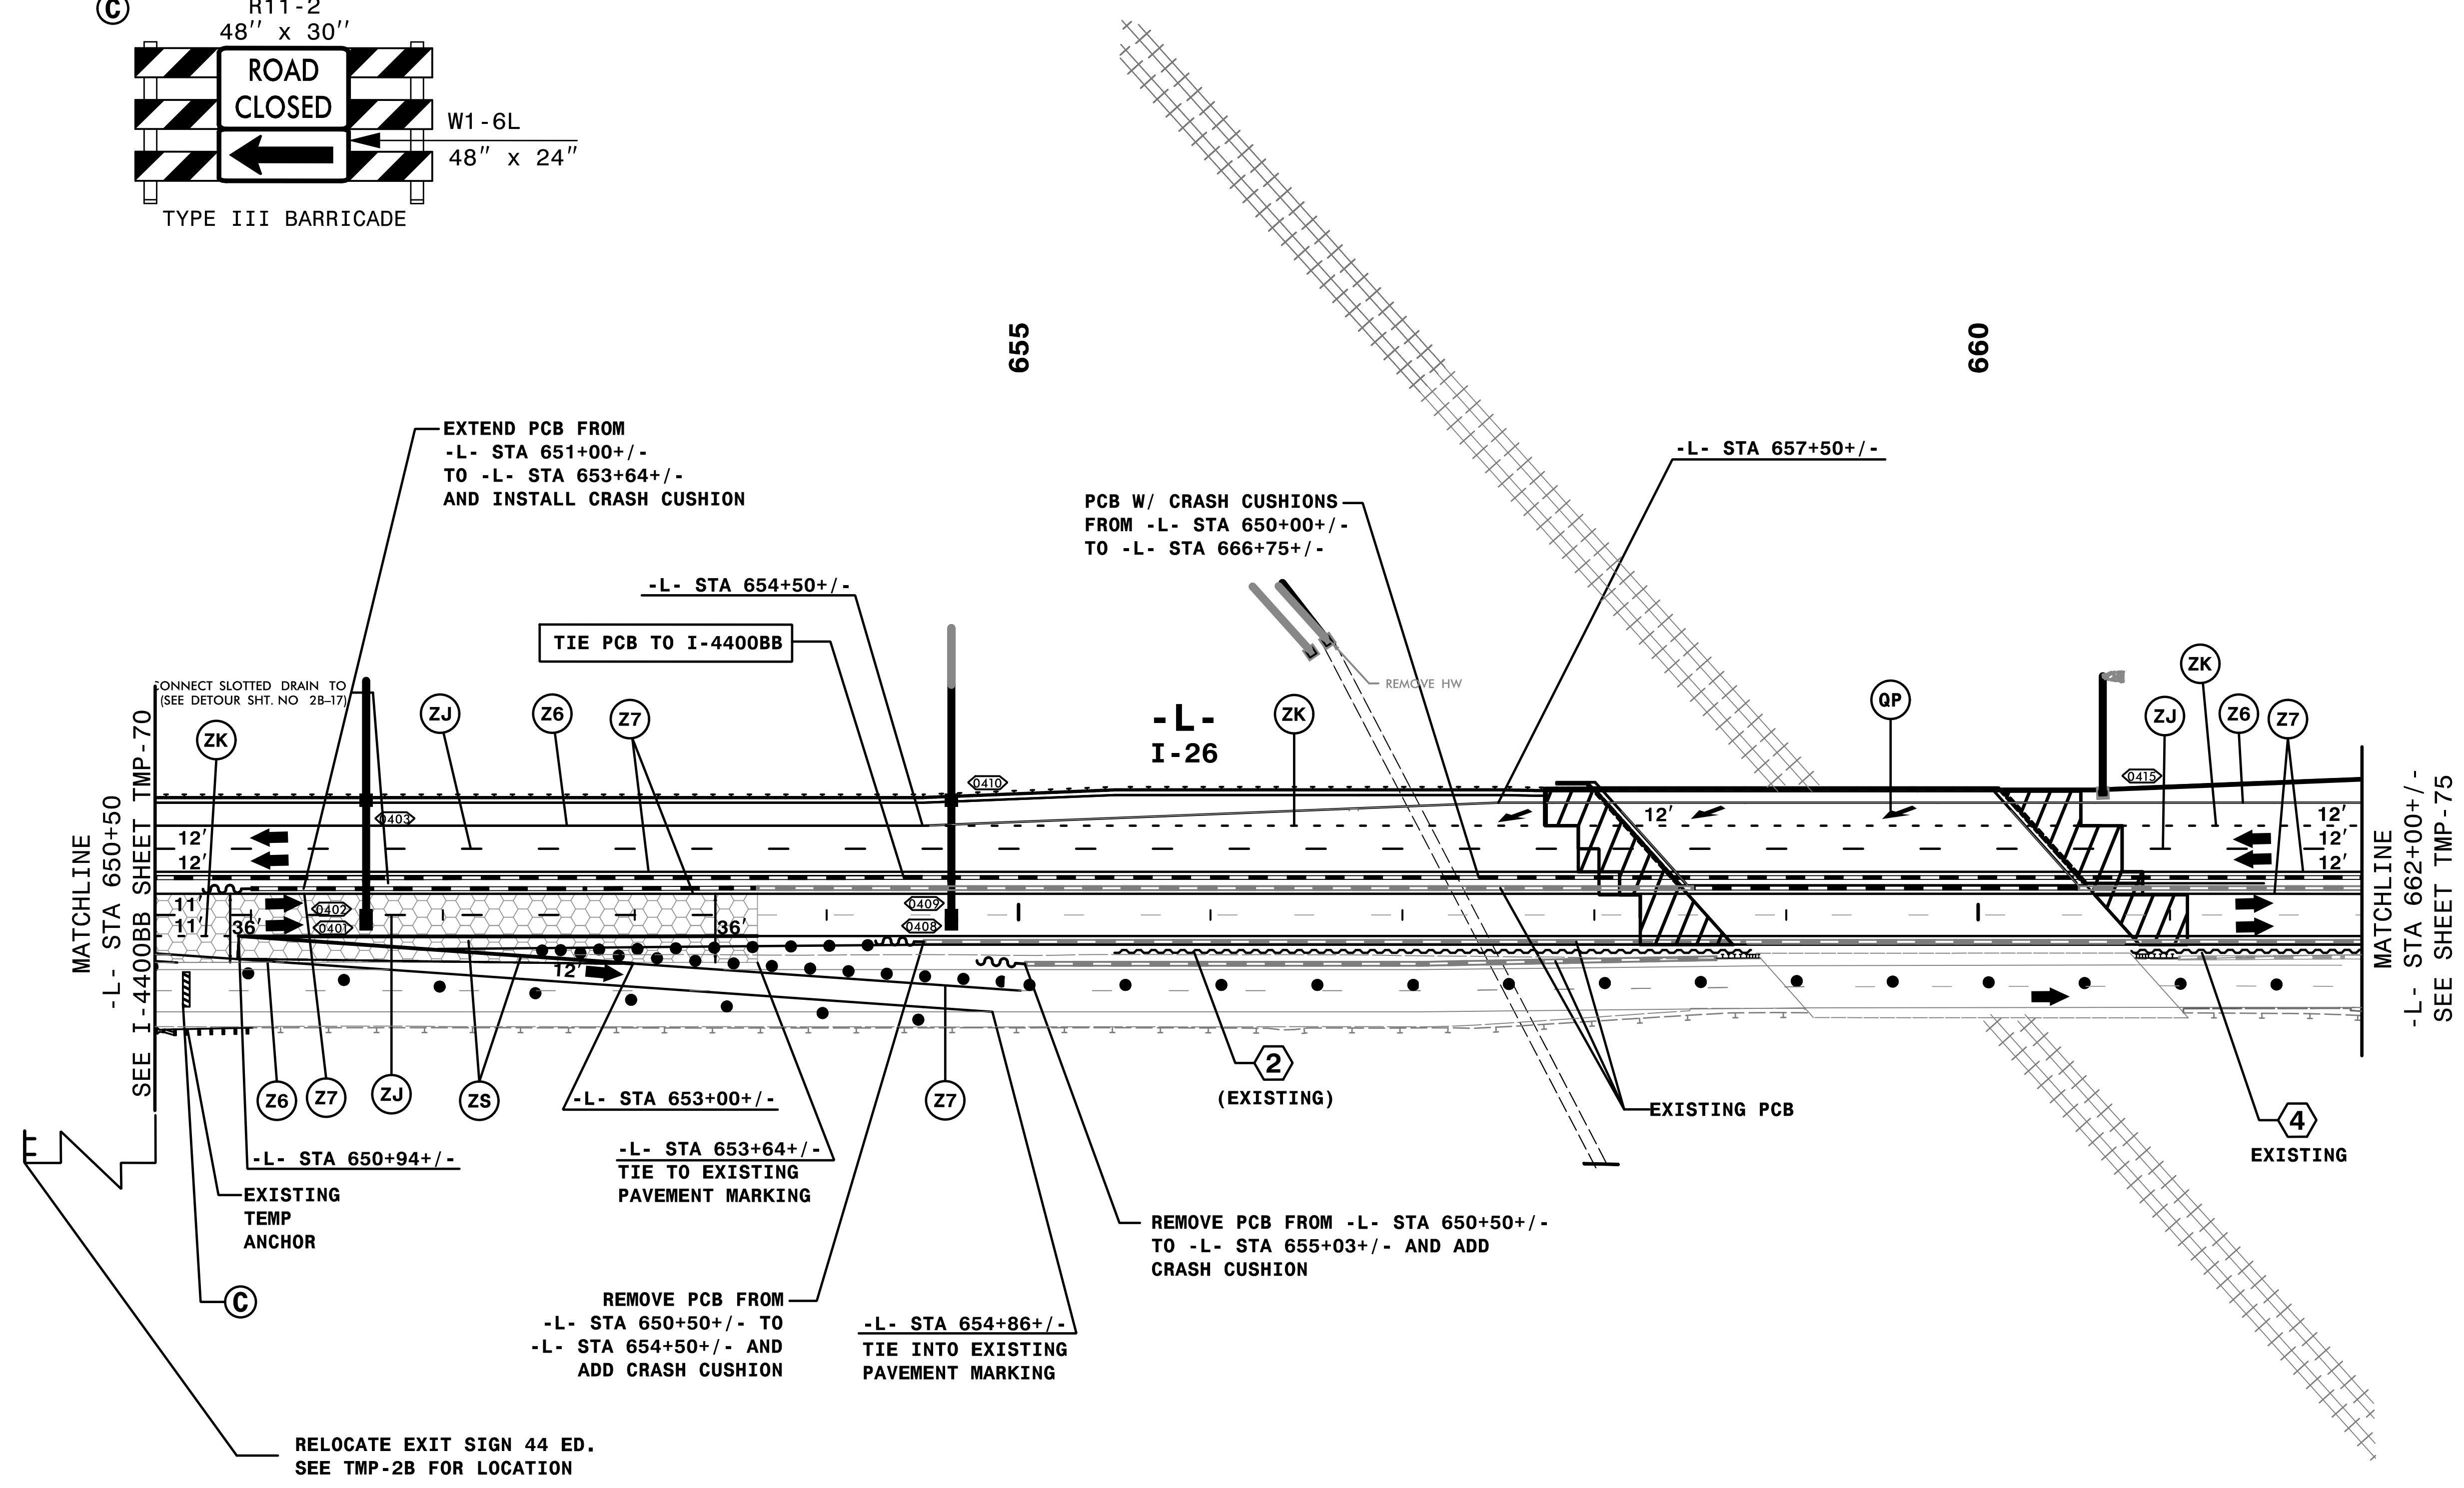 C
R11-2
48" x 30"
ROAD
CLOSED
W1-6L
48" x 24"
TYPE III BARRICADE
655
660
EXTEND PCB FROM
-L- STA 651+00+/-
TO -L- STA 653+64+/-
AND INSTALL CRASH CUSHION
-L- STA 657+50+/-
PCB W/ CRASH CUSHIONS
FROM -L- STA 650+00+/-
TO -L- STA 666+75+/-
-L- STA 654+50+/-
TIE PCB TO I-4400BB
CONNECT SLOTTED DRAIN TO
(SEE DETOUR SHT. NO 2B-17)
REMOVE HW
ZK
ZJ
Z6
Z7
-L-
I-26
ZK
QP
ZK
ZJ
Z6
Z7
MATCHLINE
-L- STA 650+50
SEE I-4400BB SHEET TMP-70
MATCHLINE
-L- STA 662+00+/-
SEE SHEET TMP-75
0410
0415
0403
12'
12'
12'
12'
12'
12'
11'
0402
0409
11'
36'
0401
36'
0408
12'
Z6
Z7
ZJ
ZS
-L- STA 653+00+/-
Z7
2
(EXISTING)
EXISTING PCB
4
EXISTING
-L- STA 650+94+/-
-L- STA 653+64+/-
TIE TO EXISTING
PAVEMENT MARKING
EXISTING
TEMP
ANCHOR
C
REMOVE PCB FROM -L- STA 650+50+/-
TO -L- STA 655+03+/- AND ADD
CRASH CUSHION
REMOVE PCB FROM
-L- STA 650+50+/- TO
-L- STA 654+50+/- AND
ADD CRASH CUSHION
-L- STA 654+86+/-
TIE INTO EXISTING
PAVEMENT MARKING
RELOCATE EXIT SIGN 44 ED.
SEE TMP-2B FOR LOCATION